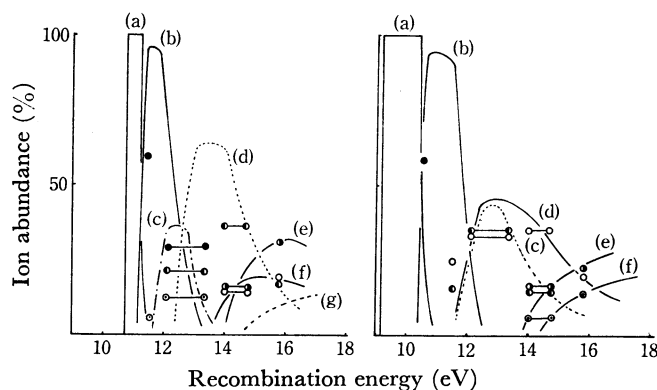 (a)
(b)
(c)
(d)
(e)
(f)
(g)
100
50
Ion abundance (%)
10
12
14
16
18
(a)
(b)
(c)
(d)
(e)
(f)
10
12
14
16
18
Recombination energy (eV)